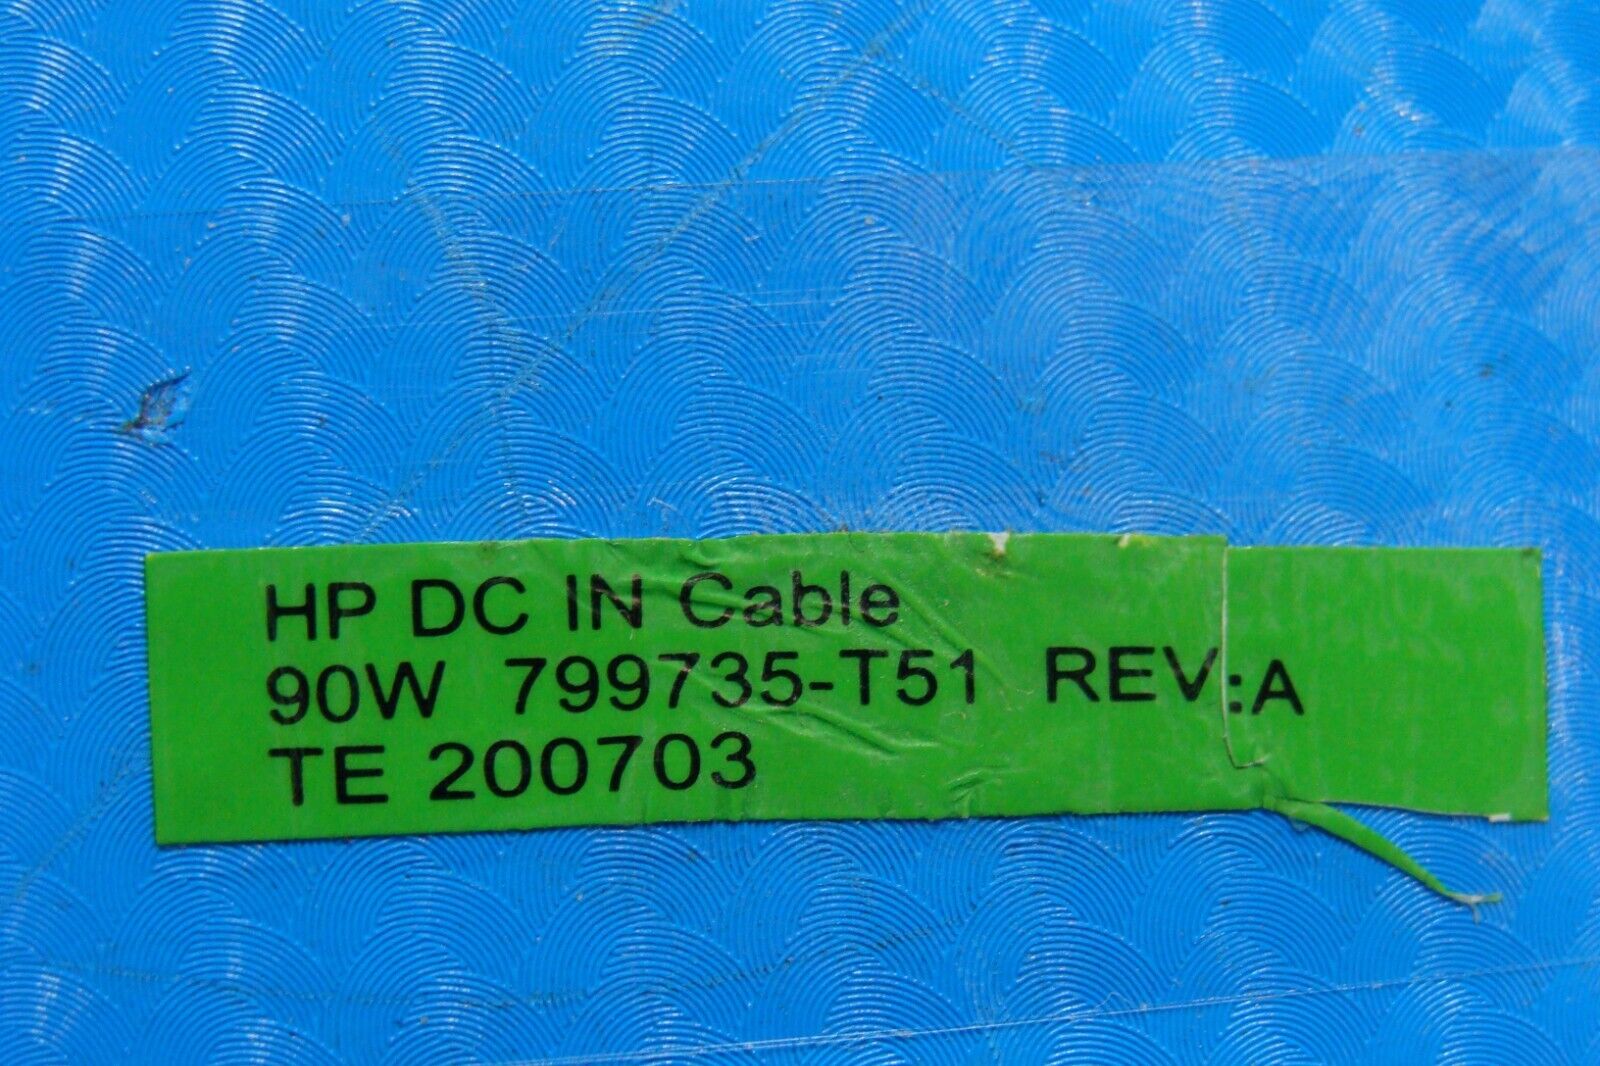 HP DC IN Cable
90W 799735-T51 REV:A
TE 200703